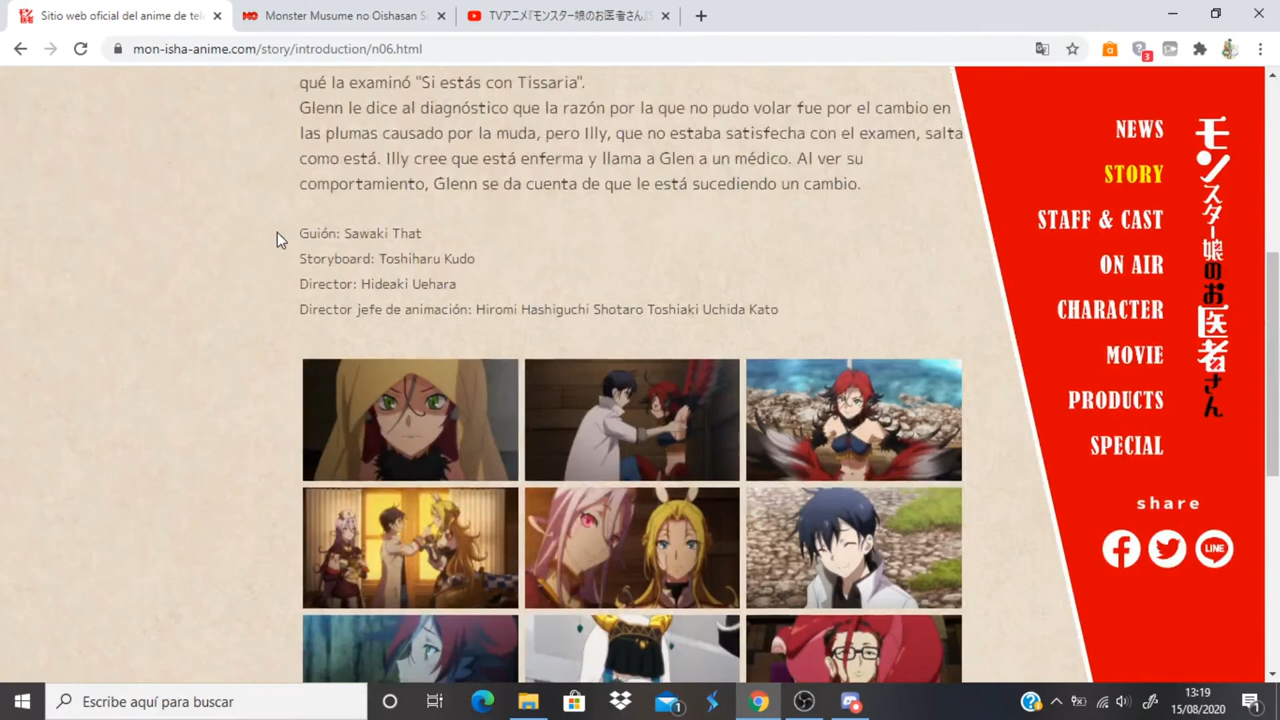 Sitio web oficial del anime de tele
Monster Musume no Oishasan S
TVアニメ『モンスター娘のお医者さん』
mon-isha-anime.com/story/introduction/n06.html
3
qué la examinó "Si estás con Tissaria".
Glenn le dice al diagnóstico que la razón por la que no pudo volar fue por el cambio en
las plumas causado por la muda, pero Illy, que no estaba satisfecha con el examen, salta
como está. Illy cree que está enferma y llama a Glen a un médico. Al ver su
comportamiento, Glenn se da cuenta de que le está sucediendo un cambio.
Guión: Sawaki That
Storyboard: Toshiharu Kudo
Director: Hideaki Uehara
Director jefe de animación: Hiromi Hashiguchi Shotaro Toshiaki Uchida Kato
NEWS
STORY
STAFF & CAST
ON AIR
CHARACTER
MOVIE
PRODUCTS
SPECIAL
モンスター娘のお医者さん
share
LINE
Escribe aquí para buscar
1
13:19
15/08/2020
1